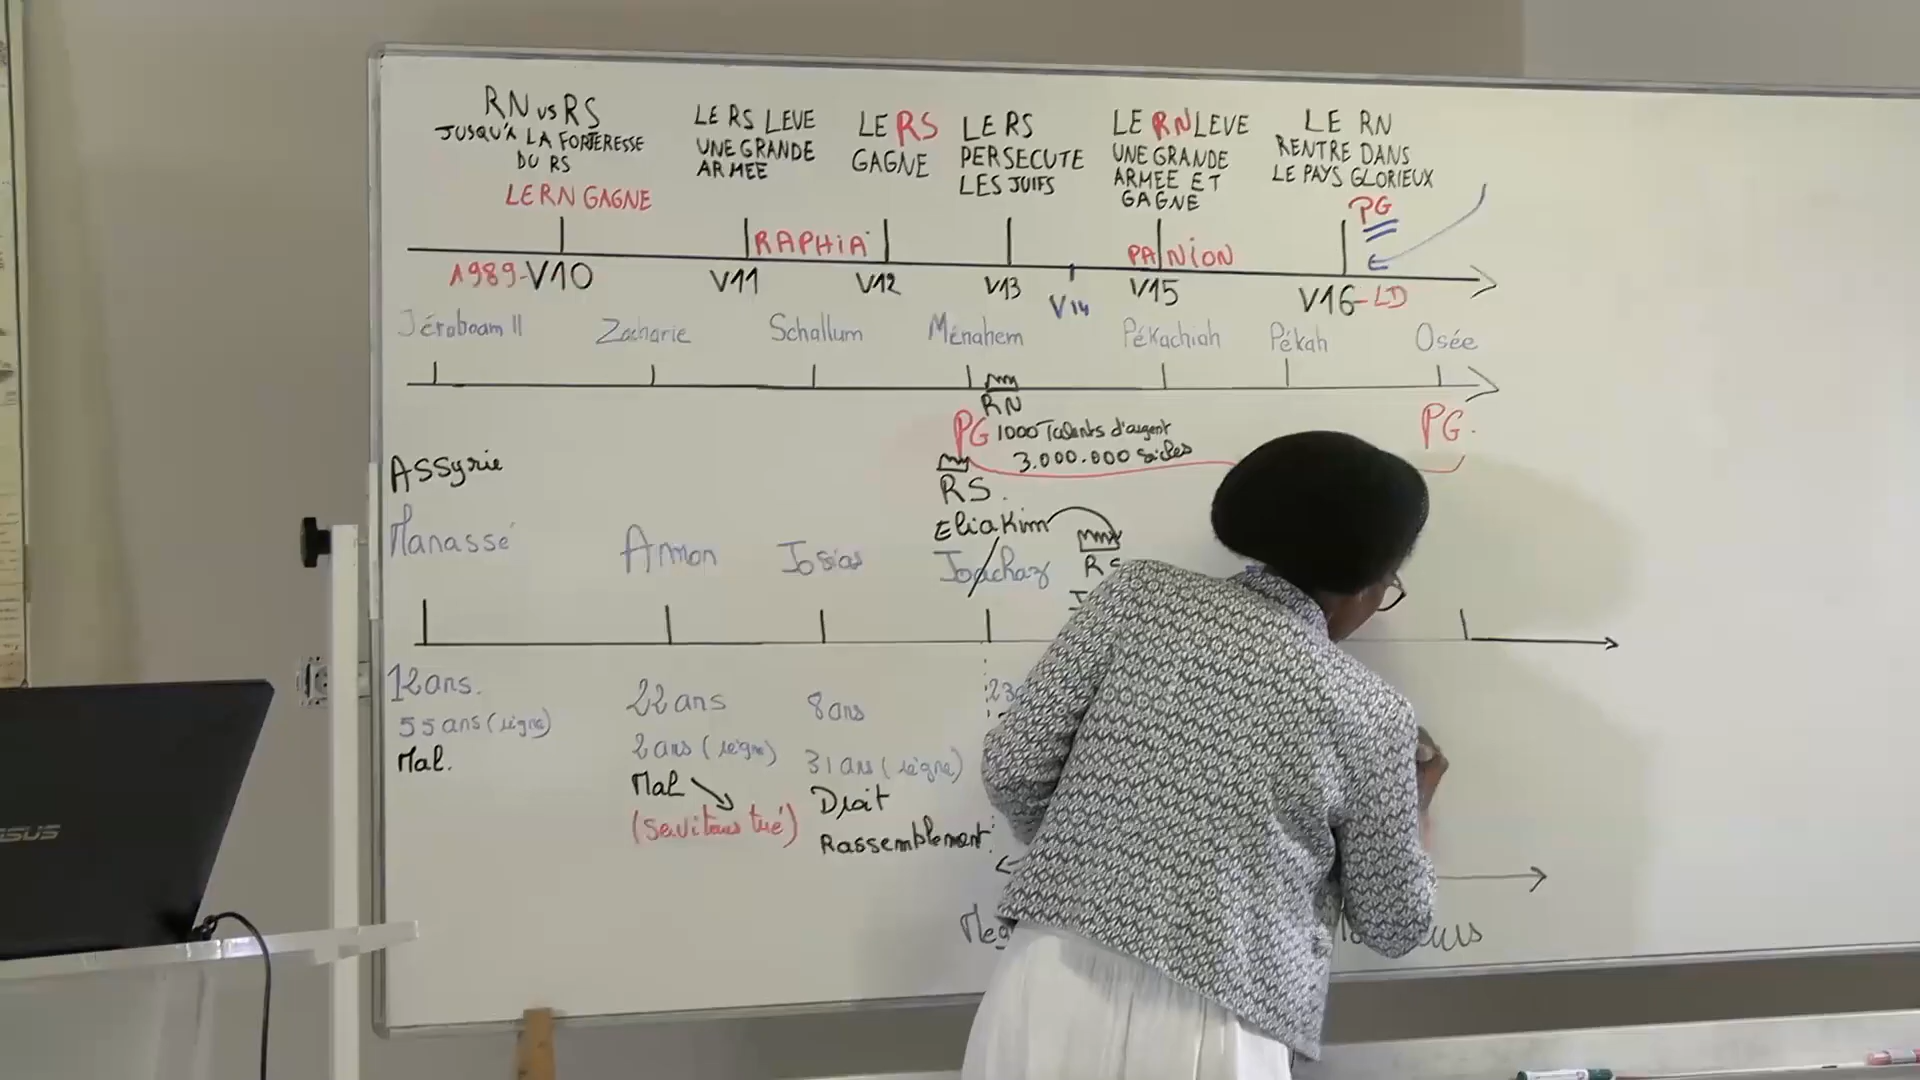 RN vs RS
JUSQU'À LA FORTERESSE
DU RS
LE RN GAGNE
LE RS LEVE
UNE GRANDE
ARMEE
LE RS
GAGNE
LE RS
PERSECUTE
LES JUIFS
LE RN LEVE
UNE GRANDE
ARMEE ET
GAGNE
LE RN
RENTRE DANS
LE PAYS GLORIEUX
PG
RAPHIA
PANION
1989-V10
V11
V12
V13
V14
V15
V16-LD
Jéroboam II
Zacharie
Schallum
Ménahem
Pékachiah
Pékah
Osée
RN
PG 1000 Talents d'argent
3.000.000 sicles
PG.
Assyrie
RS.
Eliakim
Manassé
Amon
Josias
Joachaz
RS
12 ans.
55 ans (règne)
Mal.
22 ans
2 ans (règne)
Mal
(serviteurs tué)
8 ans
31 ans (règne)
Droit
Rassemblement
23
Meg
SUS